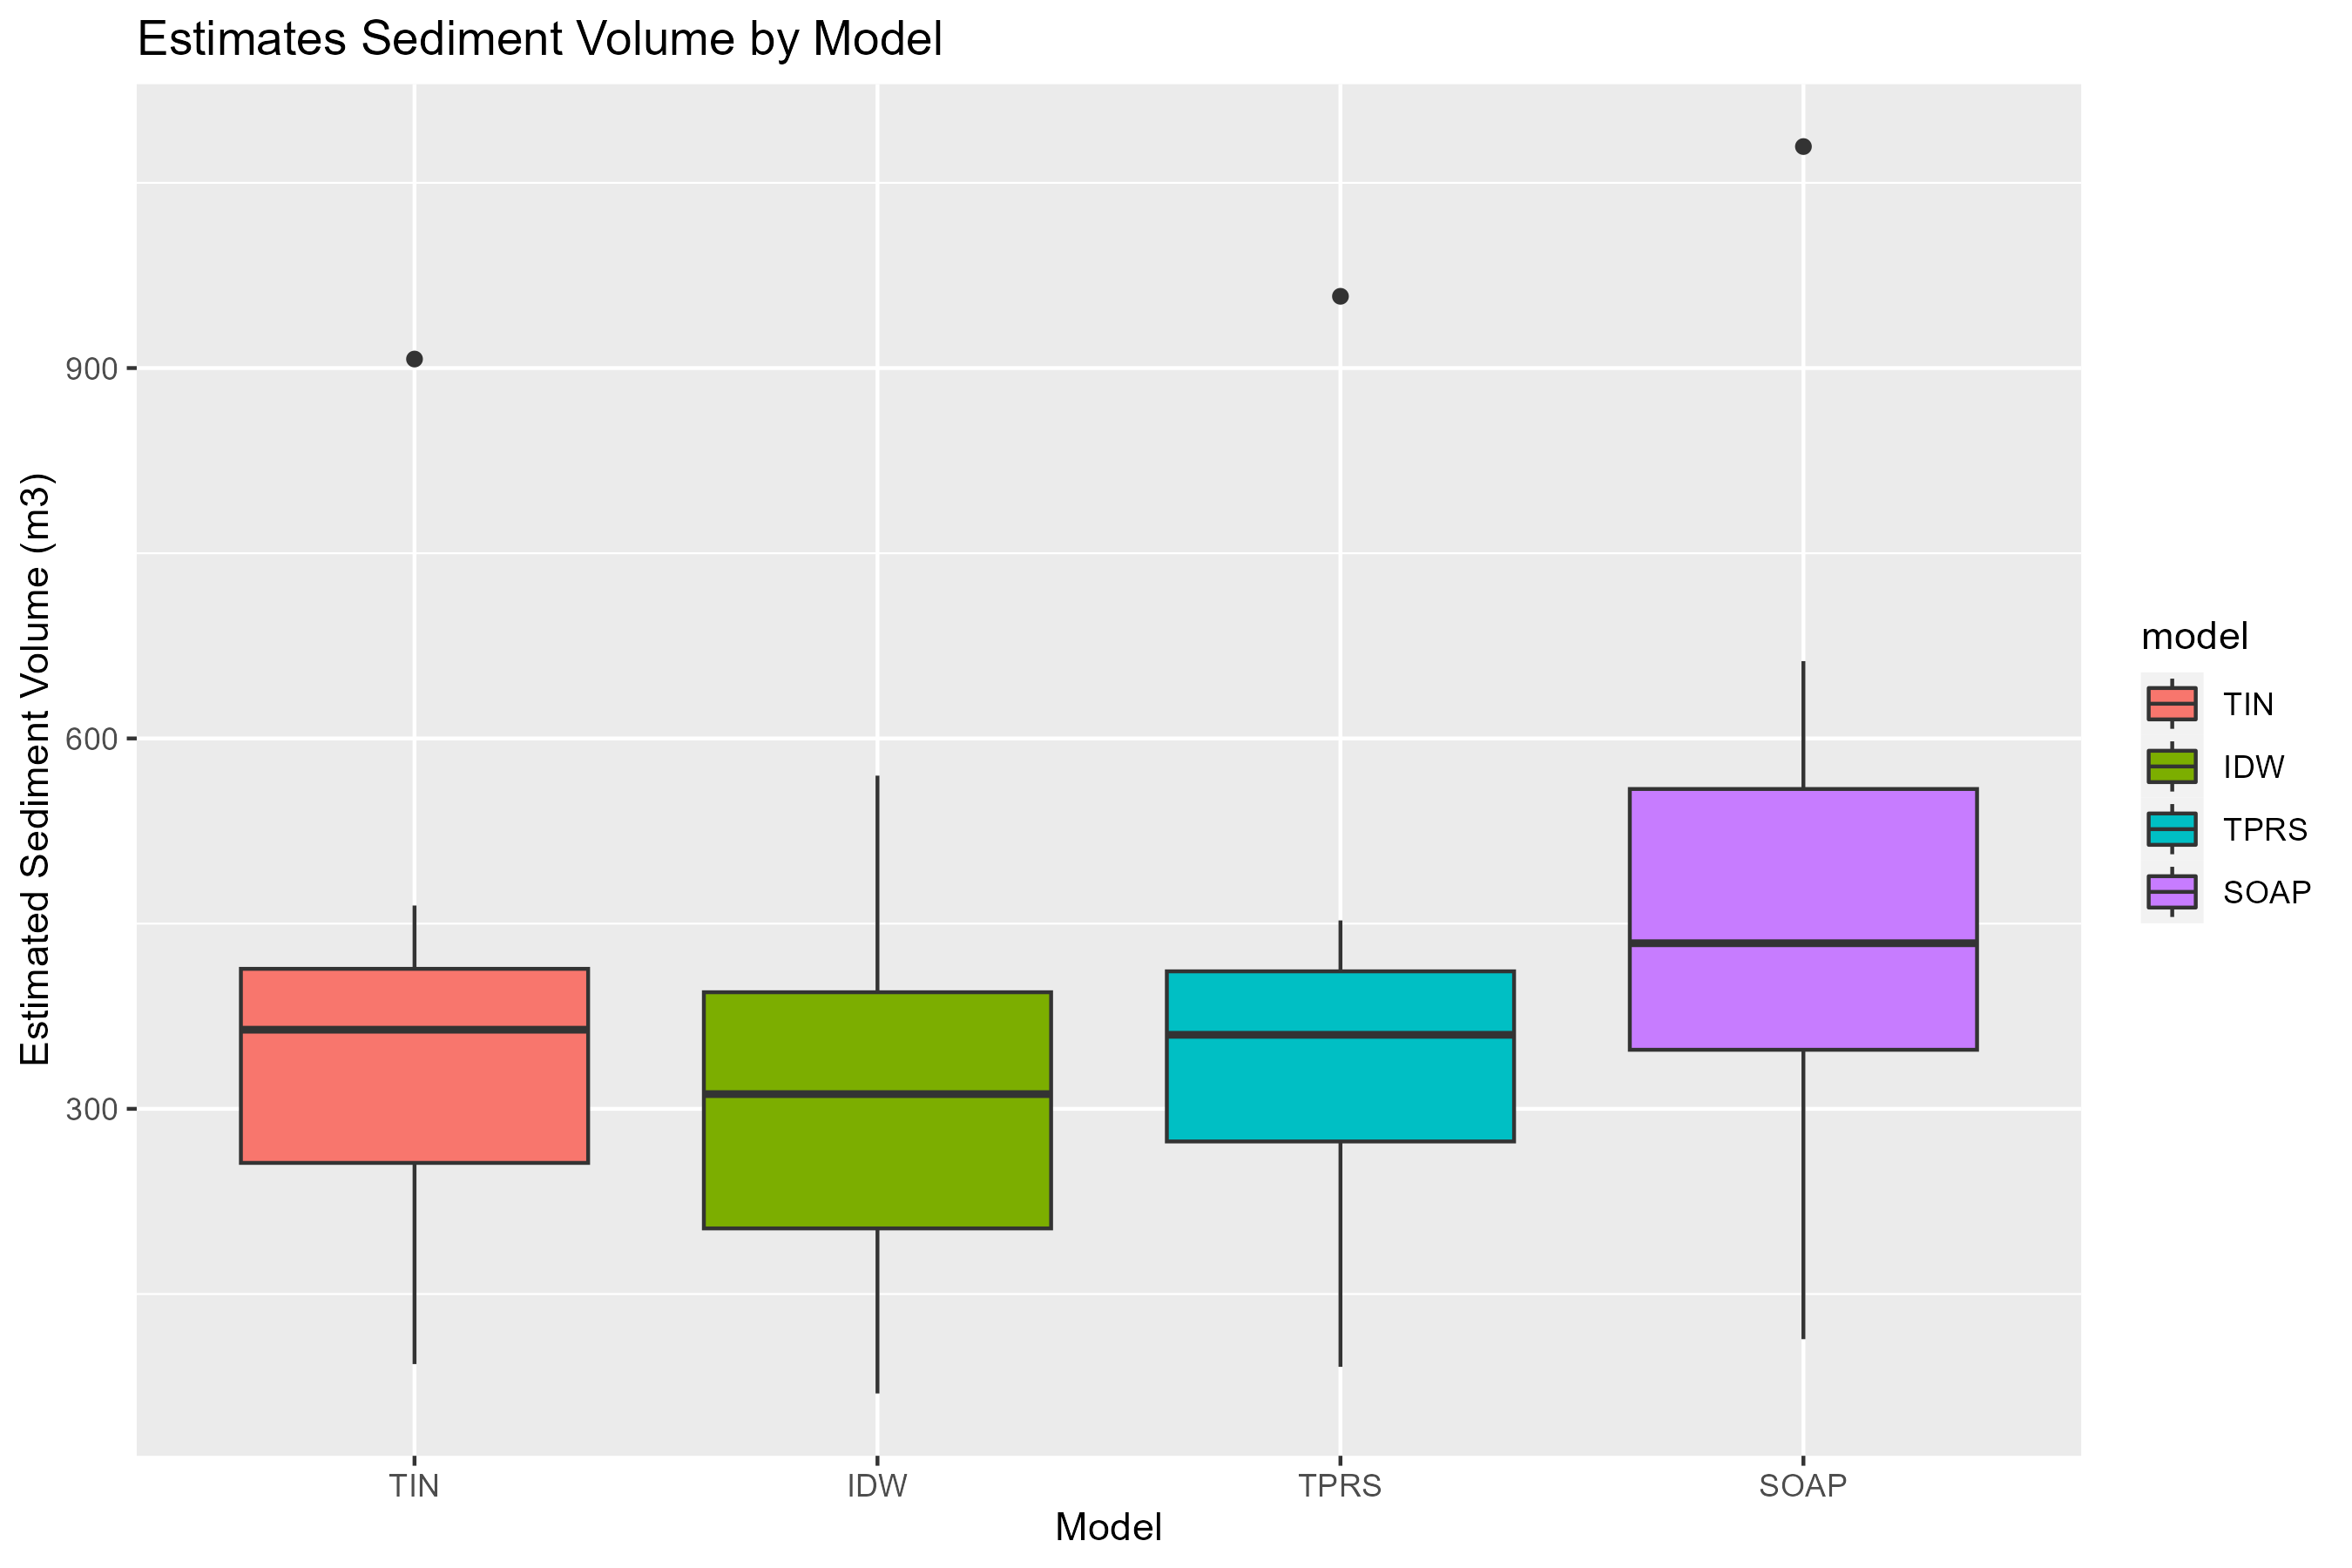 Estimates Sediment Volume by Model
Estimated Sediment Volume (m3)
900
600
300
TIN
IDW
TPRS
SOAP
Model
model
TIN
IDW
TPRS
SOAP